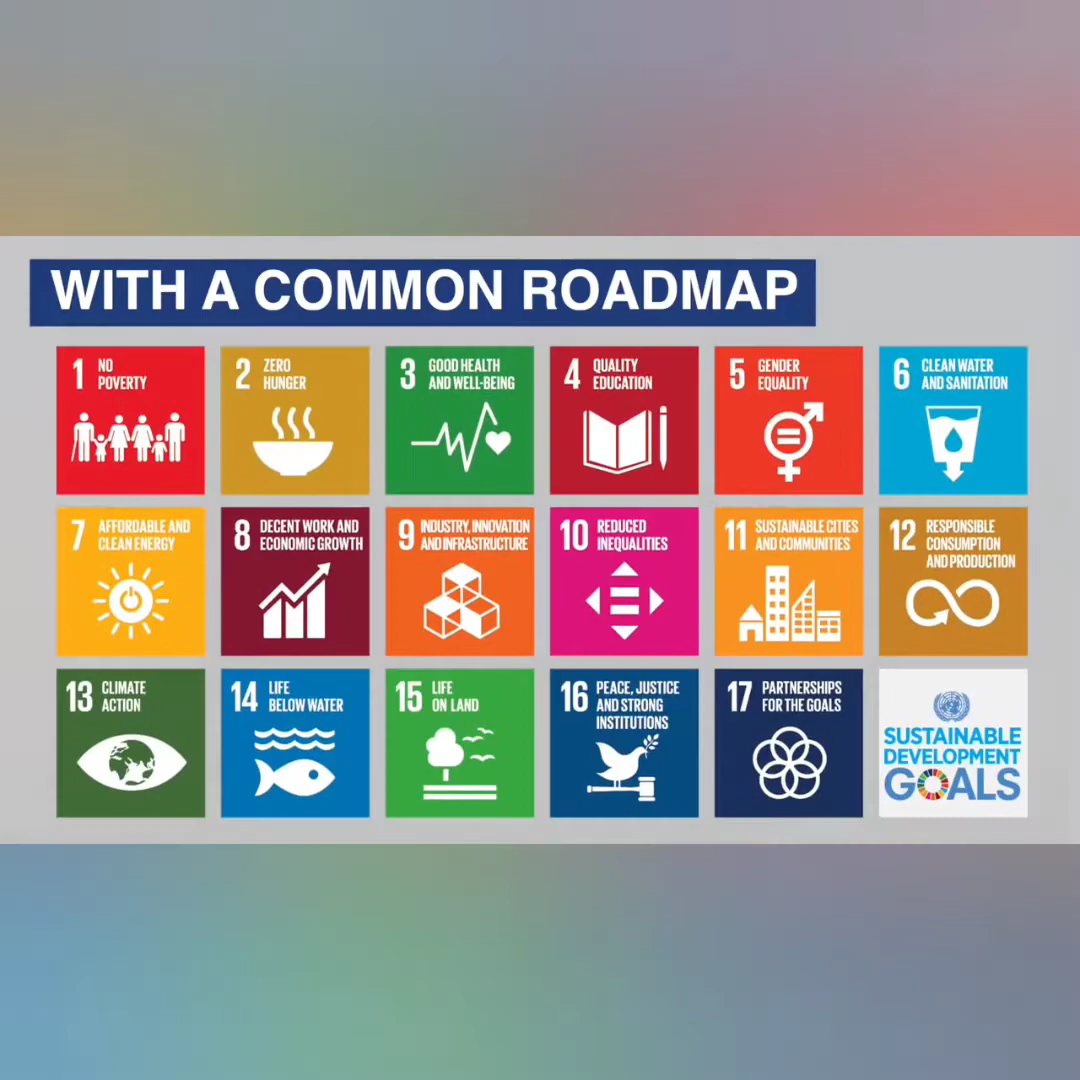 WITH A COMMON ROADMAP
1 NO
POVERTY
2 ZERO
HUNGER
3 GOOD HEALTH
AND WELL-BEING
4 QUALITY
EDUCATION
5 GENDER
EQUALITY
6 CLEAN WATER
AND SANITATION
7 AFFORDABLE AND
CLEAN ENERGY
8 DECENT WORK AND
ECONOMIC GROWTH
9 INDUSTRY, INNOVATION
AND INFRASTRUCTURE
10 REDUCED
INEQUALITIES
11 SUSTAINABLE CITIES
AND COMMUNITIES
12 RESPONSIBLE
CONSUMPTION
AND PRODUCTION
13 CLIMATE
ACTION
14 LIFE
BELOW WATER
15 LIFE
ON LAND
16 PEACE, JUSTICE
AND STRONG
INSTITUTIONS
17 PARTNERSHIPS
FOR THE GOALS
SUSTAINABLE
DEVELOPMENT
GOALS